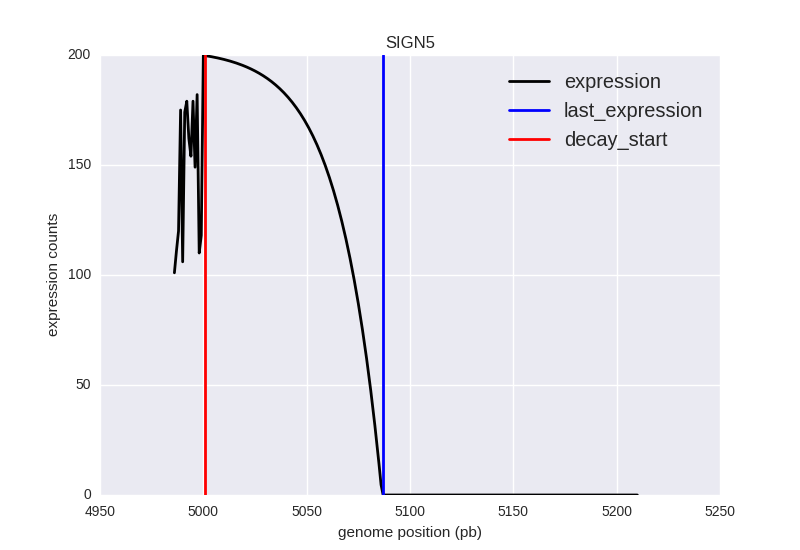 SIGN5
200
150
100
50
0
expression counts
expression
last_expression
decay_start
4950 5000 5050 5100 5150 5200 5250
genome position (pb)